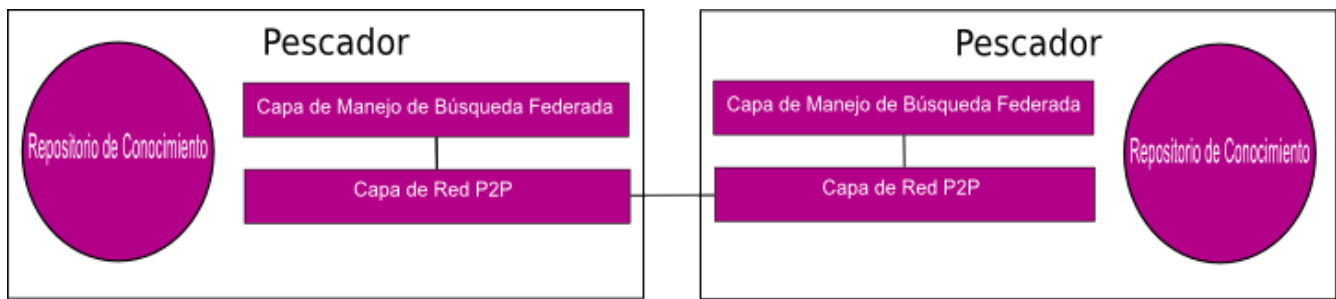 Pescador
Repositorio de Conocimiento
Capa de Manejo de Búsqueda Federada
Capa de Red P2P
Pescador
Capa de Manejo de Búsqueda Federada
Capa de Red P2P
Repositorio de Conocimiento